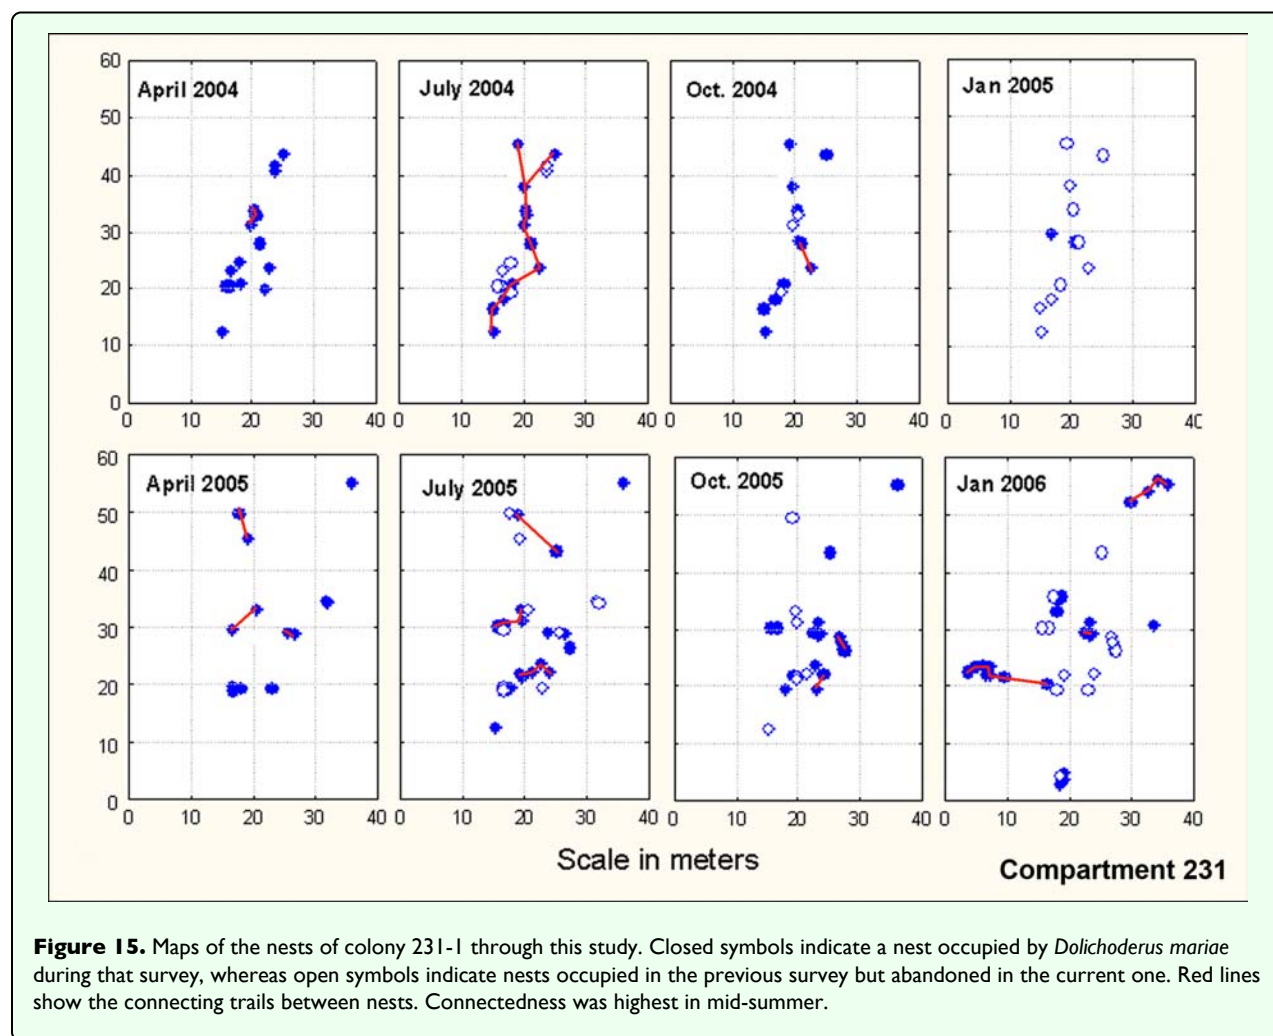 April 2004 July 2004 Oct. 2004 Jan 2005
60
50
40
30
20
10
0
0 10 20 30 40 0 10 20 30 40 0 10 20 30 40 0 10 20 30 40
April 2005 July 2005 Oct. 2005 Jan 2006
60
50
40
30
20
10
0
0 10 20 30 40 0 10 20 30 40 0 10 20 30 40 0 10 20 30 40
Scale in meters
Compartment 231
Figure 15. Maps of the nests of colony 231-1 through this study. Closed symbols indicate a nest occupied by Dolichoderus mariae
during that survey, whereas open symbols indicate nests occupied in the previous survey but abandoned in the current one. Red lines
show the connecting trails between nests. Connectedness was highest in mid-summer.